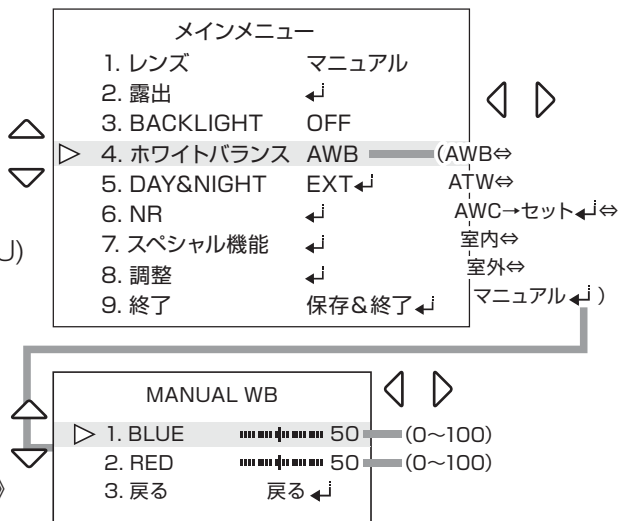 メインメニュー
1. レンズ マニュアル
2. 露出 ↲
3. BACKLIGHT OFF
▷ 4. ホワイトバランス AWB (AWB⇔
5. DAY&NIGHT EXT↲ ATW⇔
6. NR ↲ AWC→セット↲⇔
7. スペシャル機能 ↲ 室内⇔
U)
8. 調整 ↲ 室外⇔
9. 終了 保存&終了↲ マニュアル↲)
MANUAL WB
▷ 1. BLUE 50 (0〜100)
2. RED 50 (0〜100)
3. 戻る 戻る↲
》